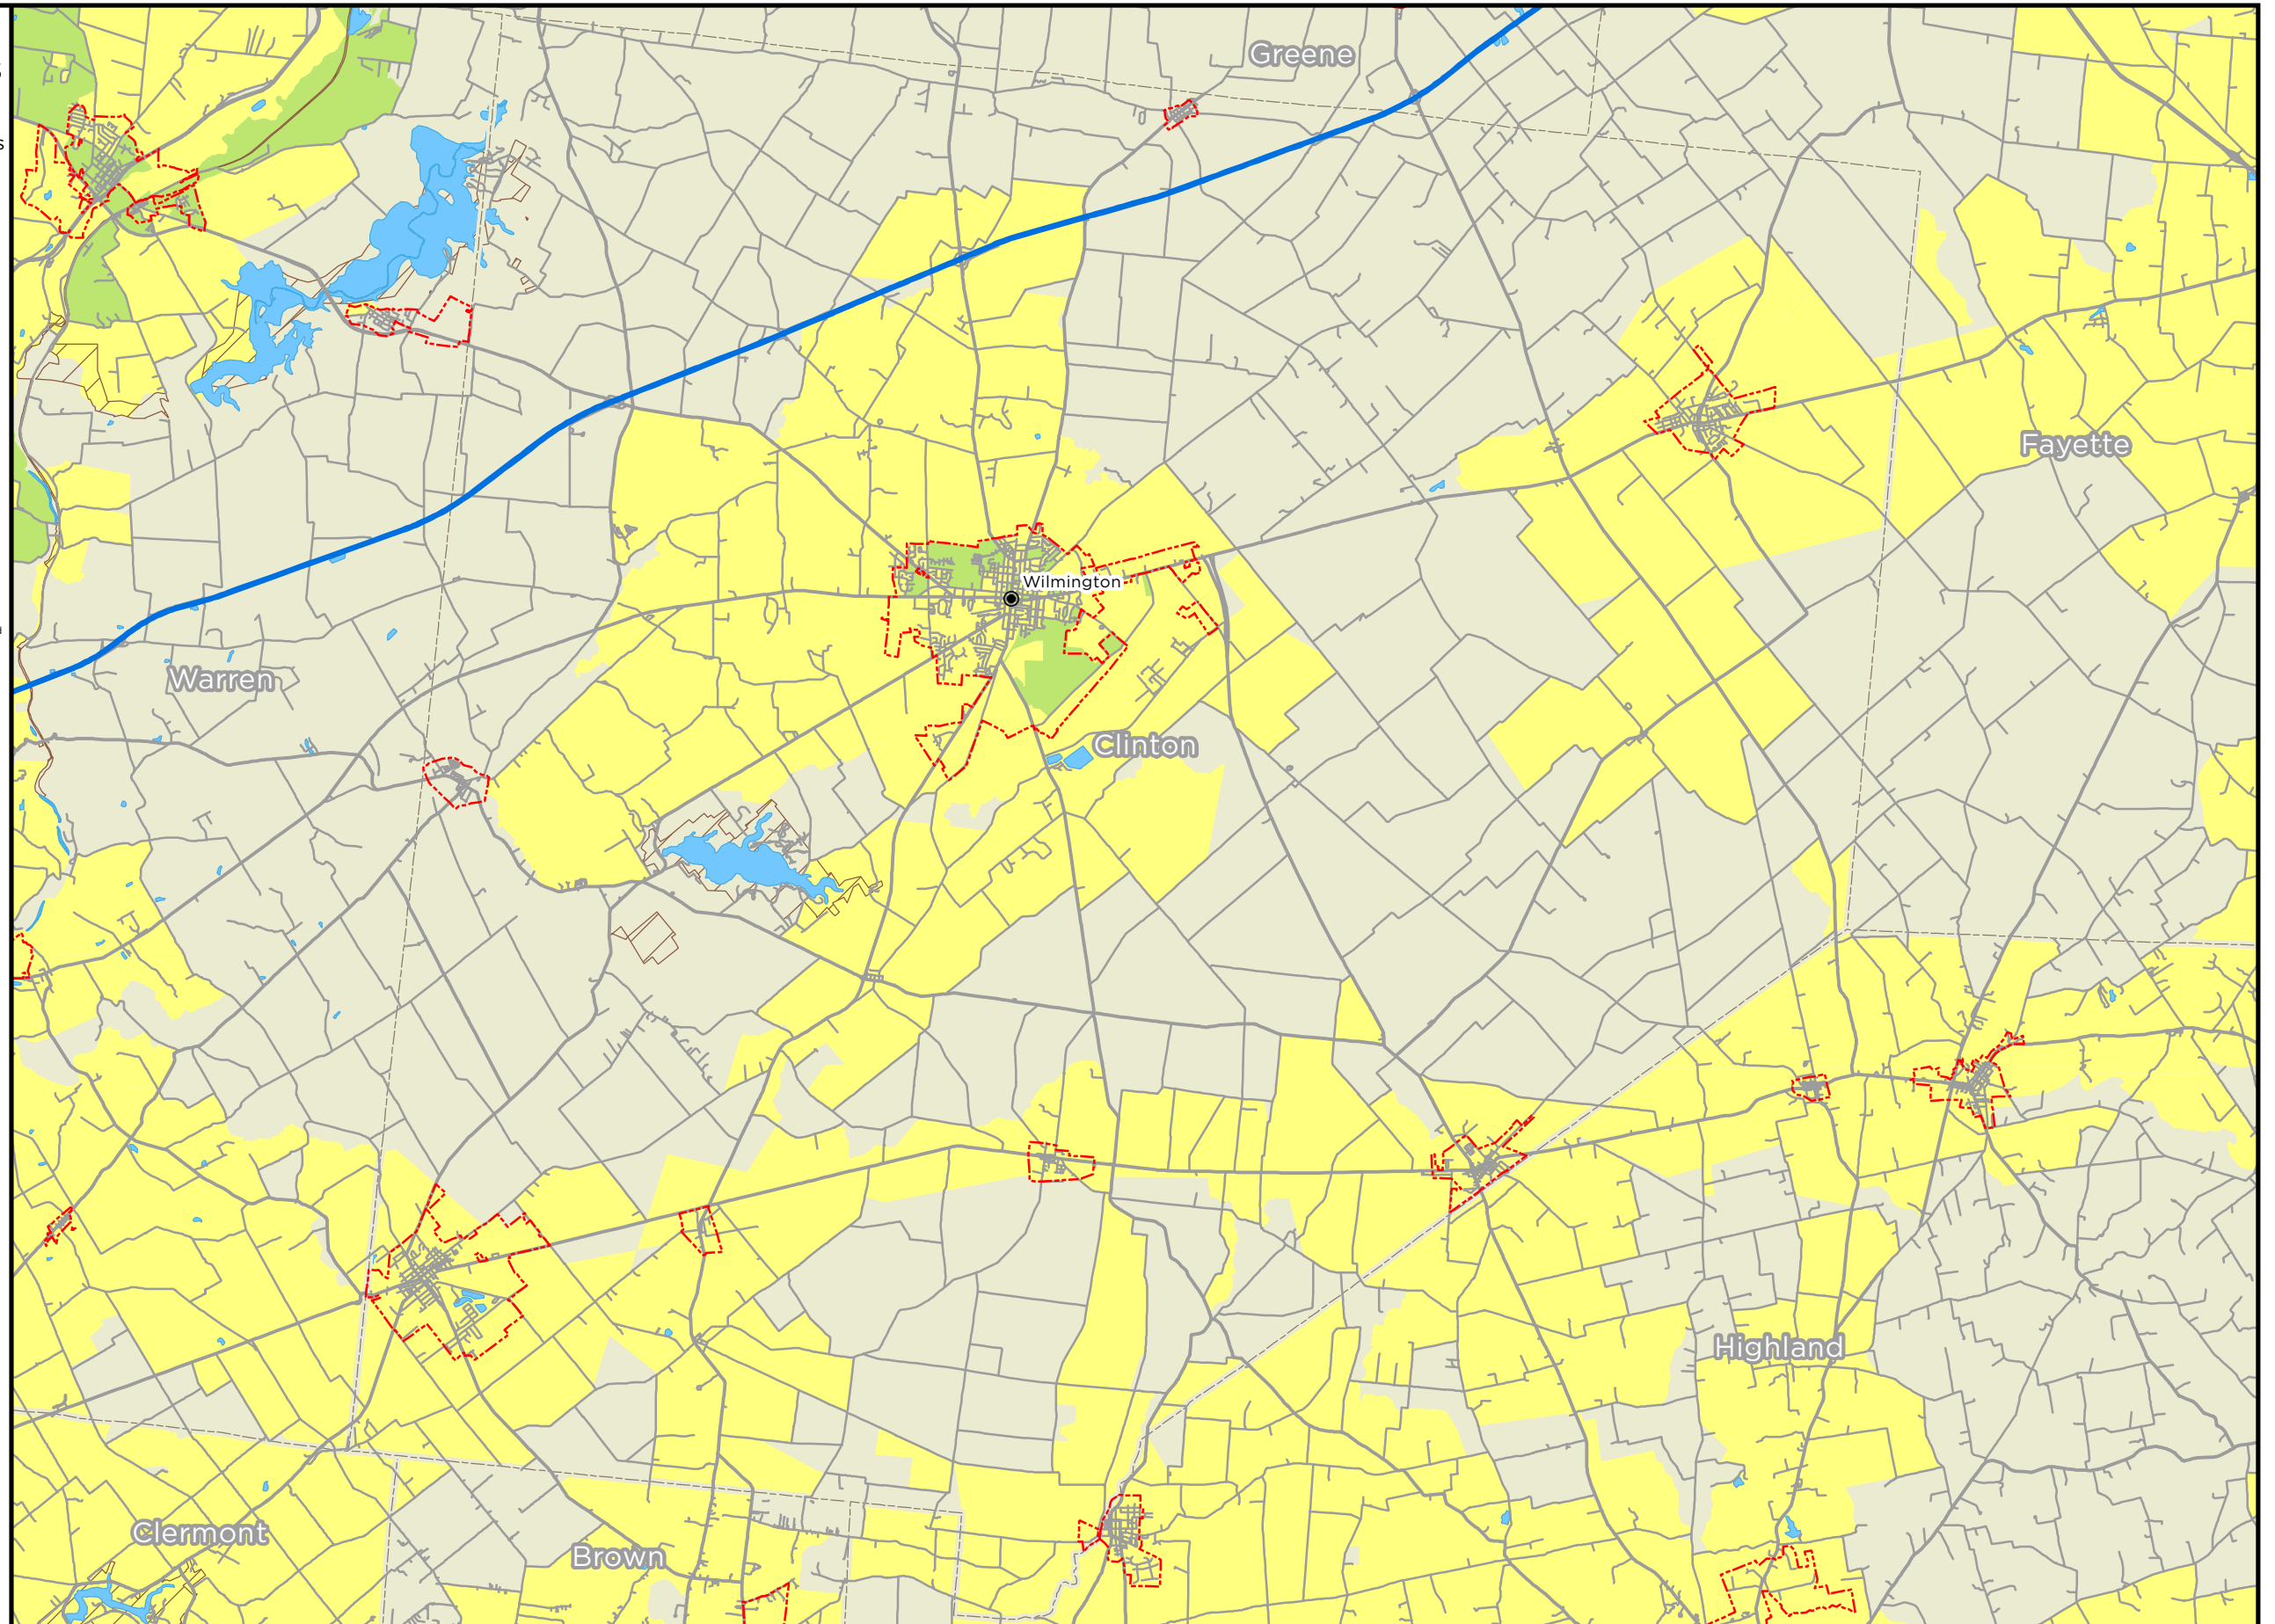 Greene
Fayette
Wilmington
Warren
Clinton
Highland
Clermont
Brown